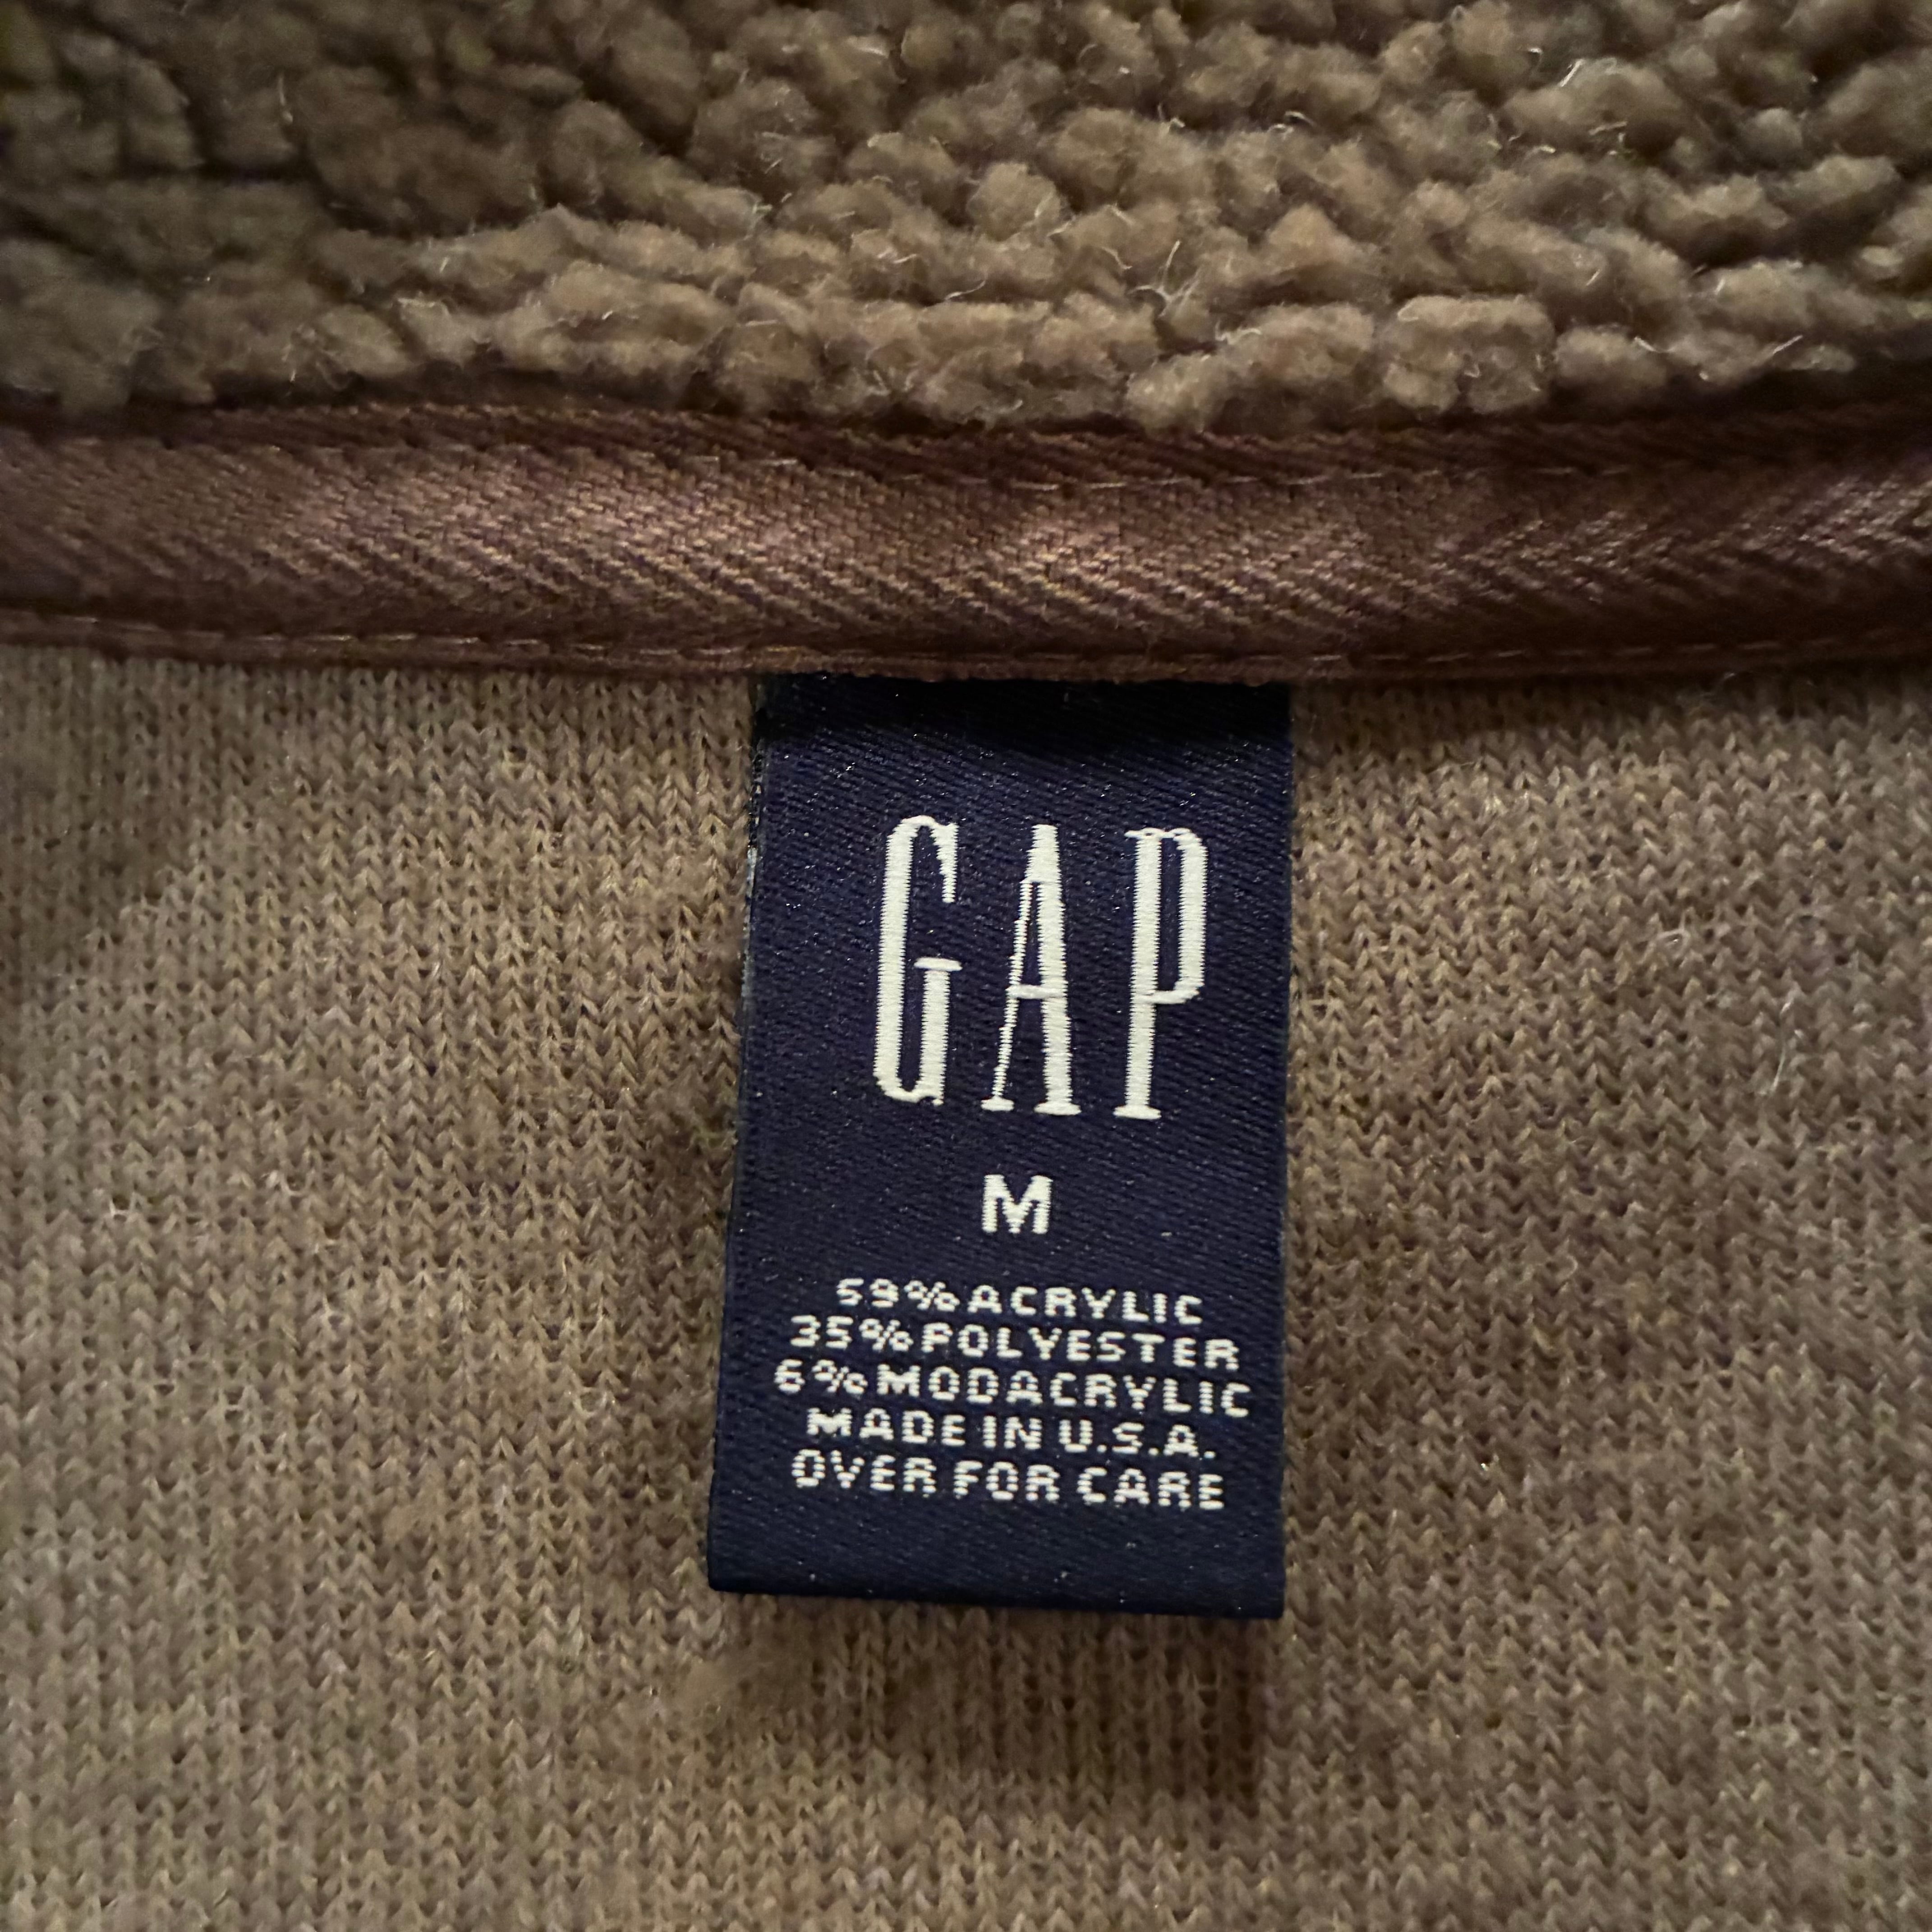 GAP
M
59% ACRYLIC
35% POLYESTER
6% MODACRYLIC
MADE IN U.S.A.
OVER FOR CARE